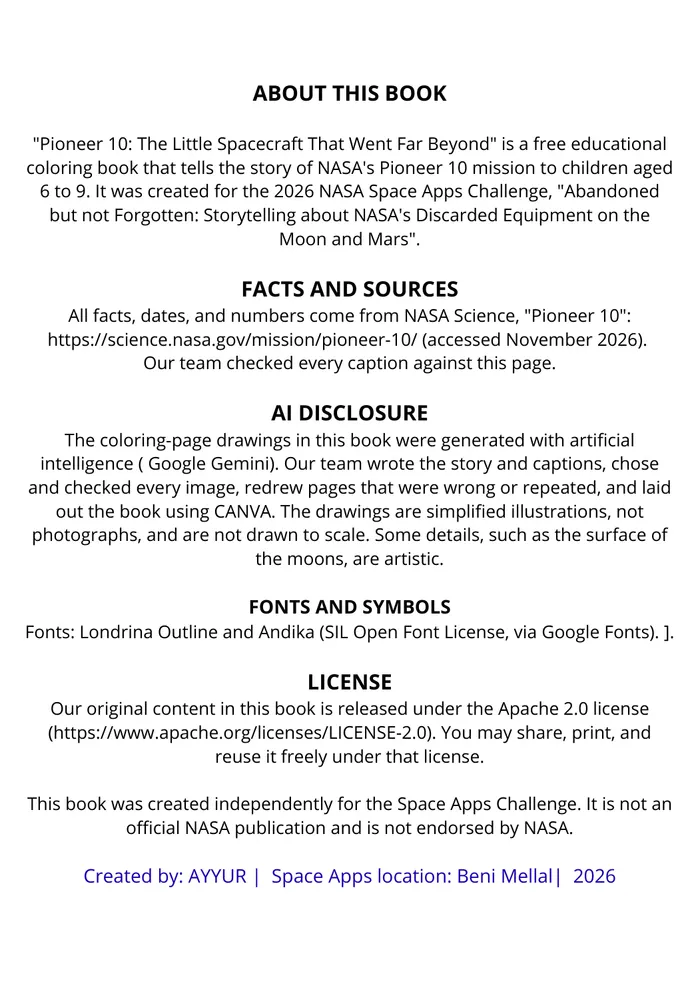 ABOUT THIS BOOK
"Pioneer 10: The Little Spacecraft That Went Far Beyond" is a free educational
coloring book that tells the story of NASA's Pioneer 10 mission to children aged
6 to 9. It was created for the 2026 NASA Space Apps Challenge, "Abandoned
but not Forgotten: Storytelling about NASA's Discarded Equipment on the
Moon and Mars".
FACTS AND SOURCES
All facts, dates, and numbers come from NASA Science, "Pioneer 10":
https://science.nasa.gov/mission/pioneer-10/ (accessed November 2026).
Our team checked every caption against this page.
AI DISCLOSURE
The coloring-page drawings in this book were generated with artificial
intelligence ( Google Gemini). Our team wrote the story and captions, chose
and checked every image, redrew pages that were wrong or repeated, and laid
out the book using CANVA. The drawings are simplified illustrations, not
photographs, and are not drawn to scale. Some details, such as the surface of
the moons, are artistic.
FONTS AND SYMBOLS
Fonts: Londrina Outline and Andika (SIL Open Font License, via Google Fonts). ].
LICENSE
Our original content in this book is released under the Apache 2.0 license
(https://www.apache.org/licenses/LICENSE-2.0). You may share, print, and
reuse it freely under that license.
This book was created independently for the Space Apps Challenge. It is not an
official NASA publication and is not endorsed by NASA.
Created by: AYYUR |  Space Apps location: Beni Mellal|  2026